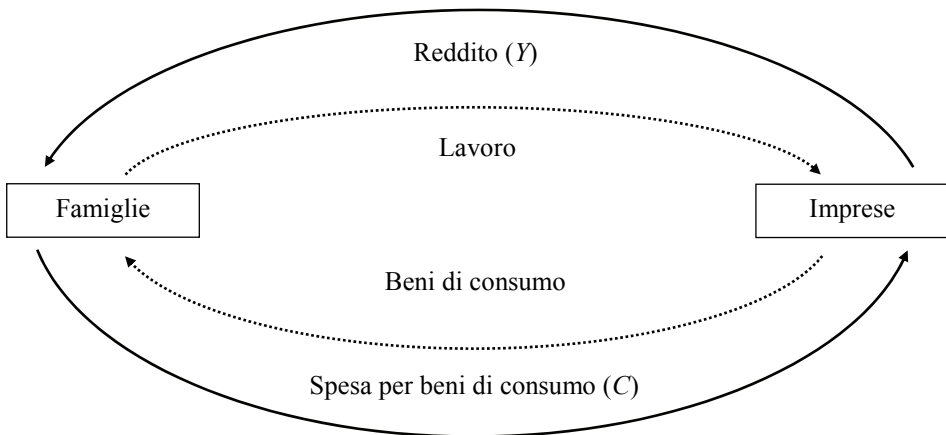 Reddito (Y)
Lavoro
Famiglie
Imprese
Beni di consumo
Spesa per beni di consumo (C)